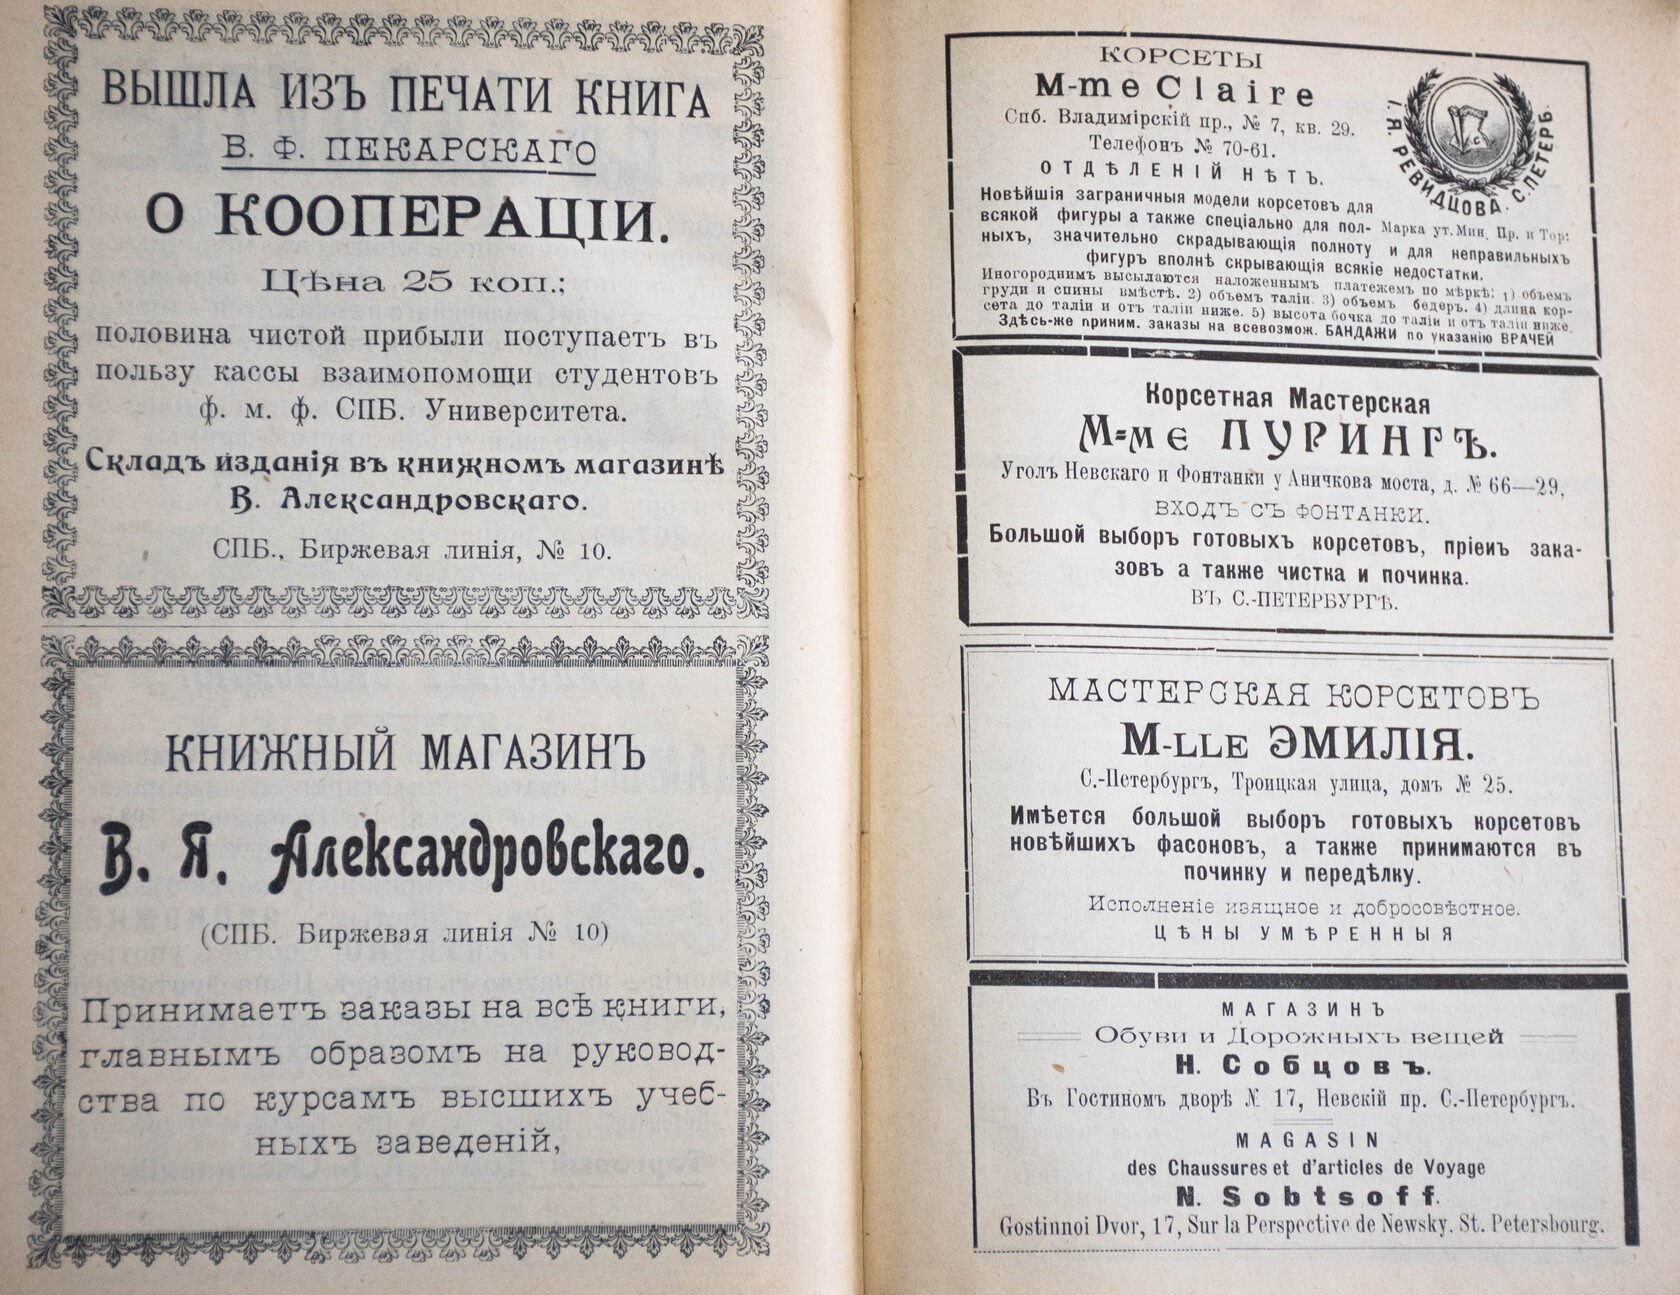 ВЫШЛА ИЗЪ ПЕЧАТИ КНИГА
В. Ф. ПЕКАРСКАГО
О КООПЕРАЦІИ.
Цѣна 25 коп.;
половина чистой прибыли поступаетъ въ
пользу кассы взаимопомощи студентовъ
ф. м. ф. СПБ. Университета.
Складъ изданія въ книжномъ магазинѣ
В. Александровскаго.
СПБ., Биржевая линія, № 10.
КНИЖНЫЙ МАГАЗИНЪ
В. Я. Александровскаго.
(СПБ. Биржевая линія № 10)
Принимаетъ заказы на всѣ книги,
главнымъ образомъ на руковод-
ства по курсамъ высшихъ учеб-
ныхъ заведеній,
КОРСЕТЫ
M-me Claire
Спб. Владимірскій пр., № 7, кв. 29.
Телефонъ № 70-61.
ОТДѢЛЕНІЙ НѢТЪ.
І. Я. РЕВИДЦОВА. С. ПЕТЕРБ.
Новѣйшія заграничныя модели корсетовъ для
всякой фигуры а также спеціально для пол-
Марка ут. Мин. Пр. и Тор:
ныхъ, значительно скрадывающія полноту и для неправильныхъ
фигуръ вполнѣ скрывающія всякіе недостатки.
Иногороднимъ высылаются наложеннымъ платежемъ по мѣркѣ: 1) объемъ
груди и спины вмѣстѣ. 2) объемъ таліи. 3) объемъ бедеръ. 4) длина кор-
сета до таліи и отъ таліи ниже. 5) высота бочка до таліи и отъ таліи ниже.
Здѣсь-же приним. заказы на всевозмож. БАНДАЖИ по указанію ВРАЧЕЙ
Корсетная Мастерская
М-ме ПУРИНГЪ.
Уголъ Невскаго и Фонтанки у Аничкова моста, д. № 66—29,
ВХОДЪ СЪ ФОНТАНКИ.
Большой выборъ готовыхъ корсетовъ, пріемъ зака-
зовъ а также чистка и починка.
ВЪ С.-ПЕТЕРБУРГѢ.
МАСТЕРСКАЯ КОРСЕТОВЪ
M-LLE ЭМИЛІЯ.
С.-Петербургъ, Троицкая улица, домъ № 25.
Имѣется большой выборъ готовыхъ корсетовъ
новѣйшихъ фасоновъ, а также принимаются въ
починку и передѣлку.
Исполненіе изящное и добросовѣстное.
ЦѢНЫ УМѢРЕННЫЯ
МАГАЗИНЪ
Обуви и Дорожныхъ вещей
Н. Собцовъ.
Въ Гостиномъ дворѣ № 17, Невскій пр. С.-Петербургъ.
MAGASIN
des Chaussures et d'articles de Voyage
N. Sobtsoff.
Gostinnoi Dvor, 17, Sur la Perspective de Newsky. St. Petersbourg.